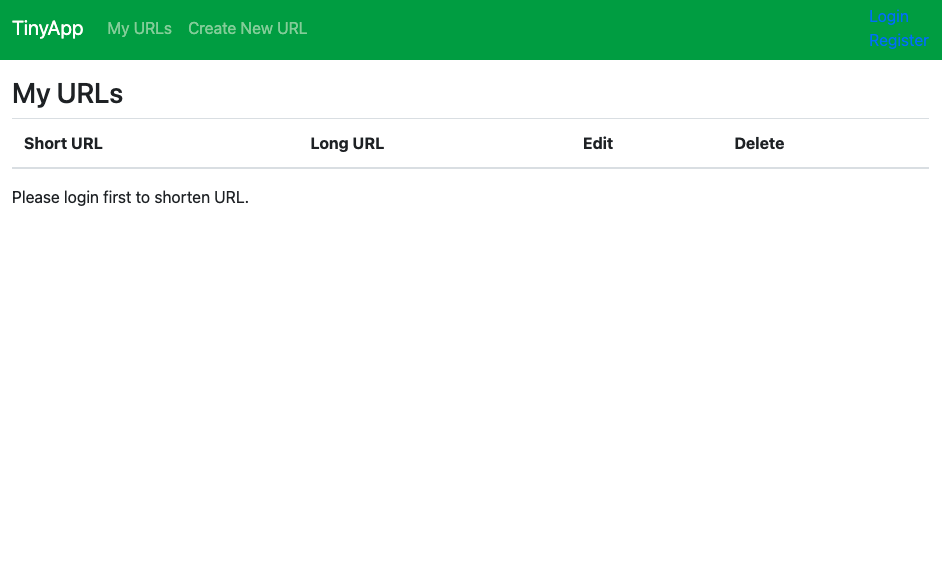 TinyApp My URLs Create New URL Login
Register
My URLs
Short URL Long URL Edit Delete
Please login first to shorten URL.